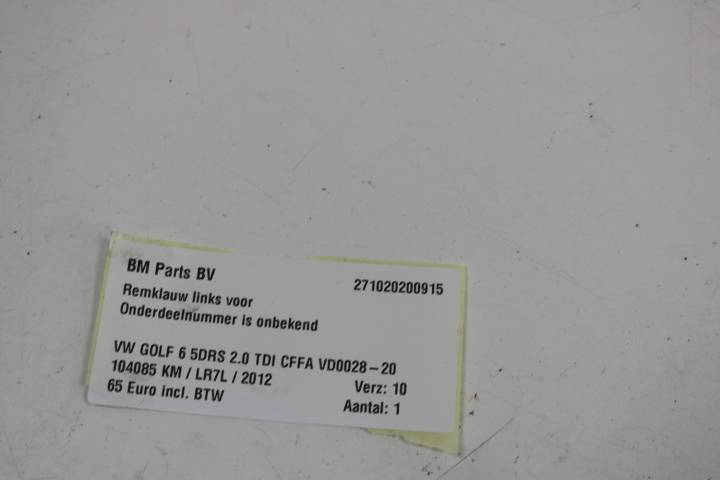 BM Parts BV 271020200915
Remklauw links voor
Onderdeelnummer is onbekend
VW GOLF 6 5DRS 2.0 TDI CFFA VD0028-20
104085 KM / LR7L / 2012 Verz: 10
65 Euro incl. BTW Aantal: 1